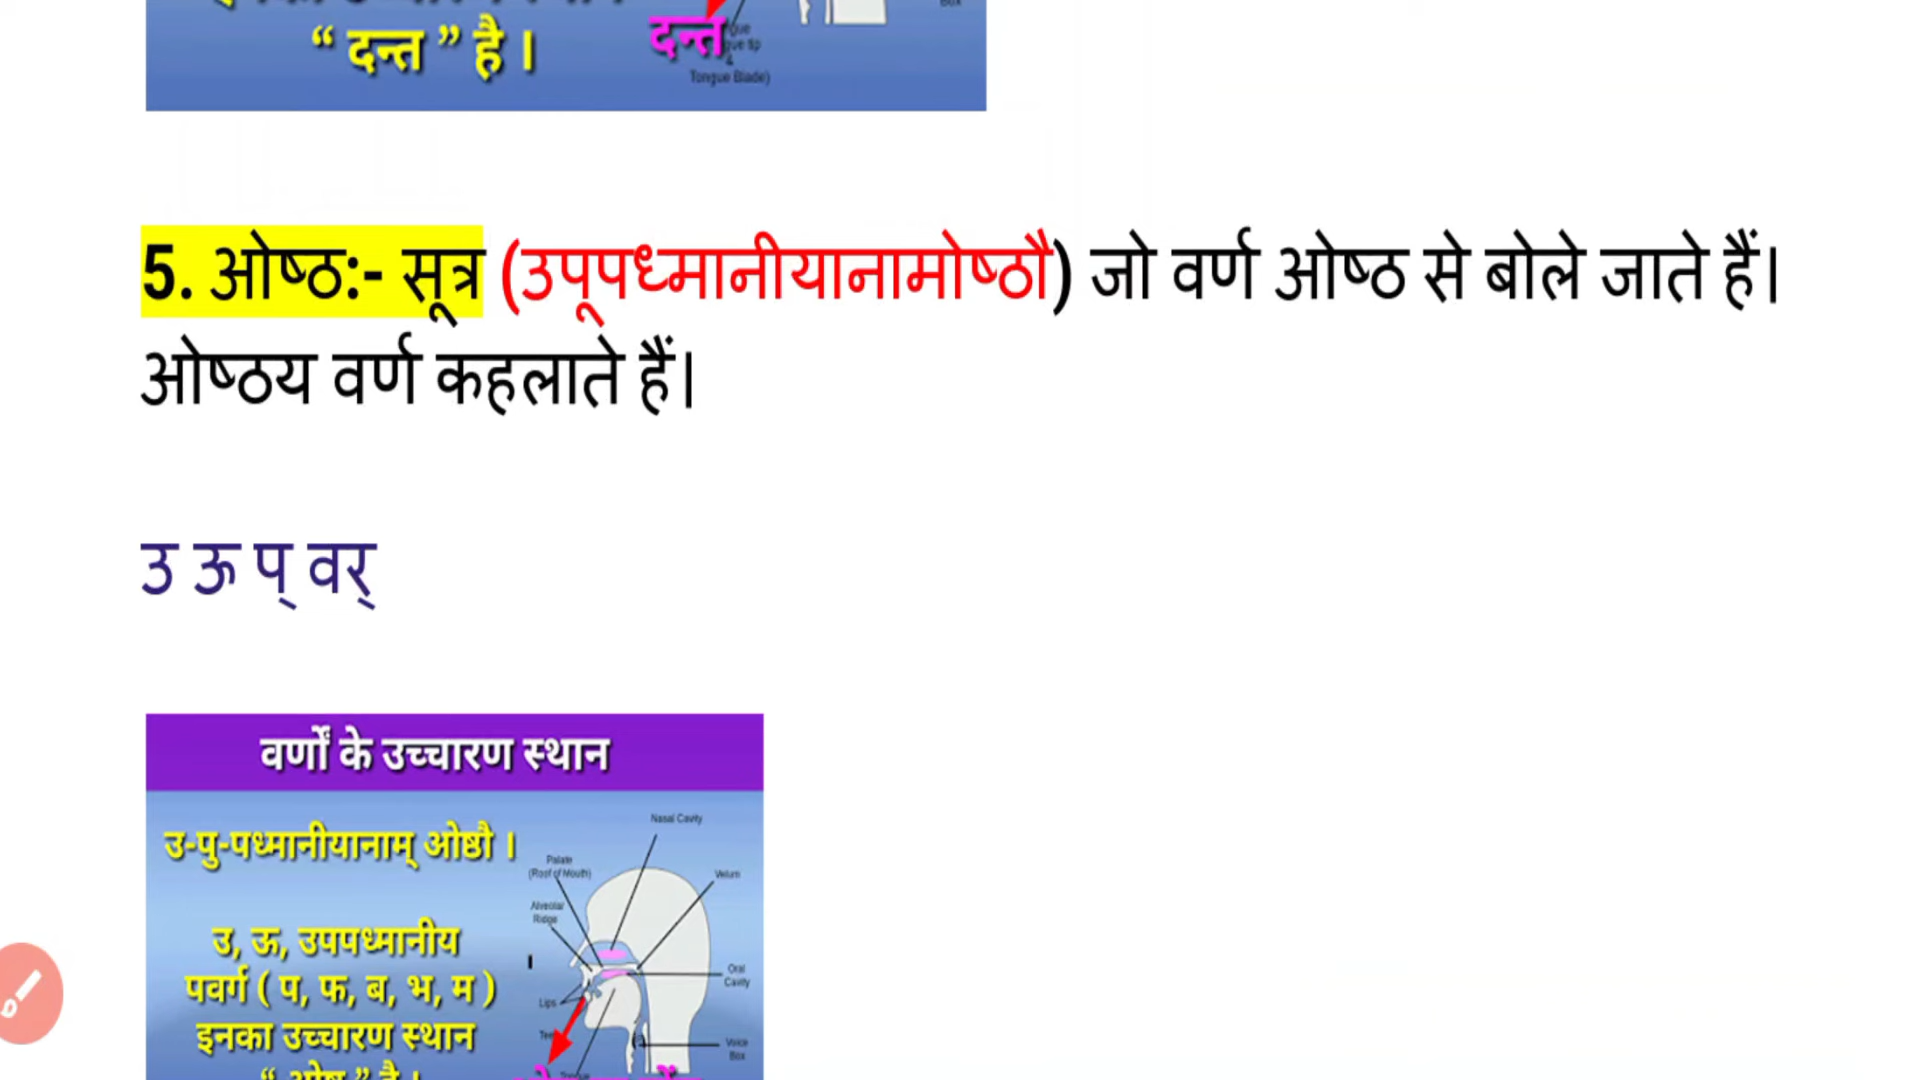 “ दन्त ” है ।
दन्त
Tongue Blade)
Box
5. ओष्ठ:- सूत्र (उपूपध्मानीयानामोष्ठौ) जो वर्ण ओष्ठ से बोले जाते हैं।
ओष्ठय वर्ण कहलाते हैं।
उ ऊ प् वर्
वर्णों के उच्चारण स्थान
उ-पु-पध्मानीयानाम् ओष्ठौ ।
उ, ऊ, उपपध्मानीय
पवर्ग ( प, फ, ब, भ, म )
इनका उच्चारण स्थान
Nasal Cavity
Palate
(Roof of Mouth)
Velum
Alveolar
Ridge
Oral
Cavity
Lips
Voice
Box
Tongue